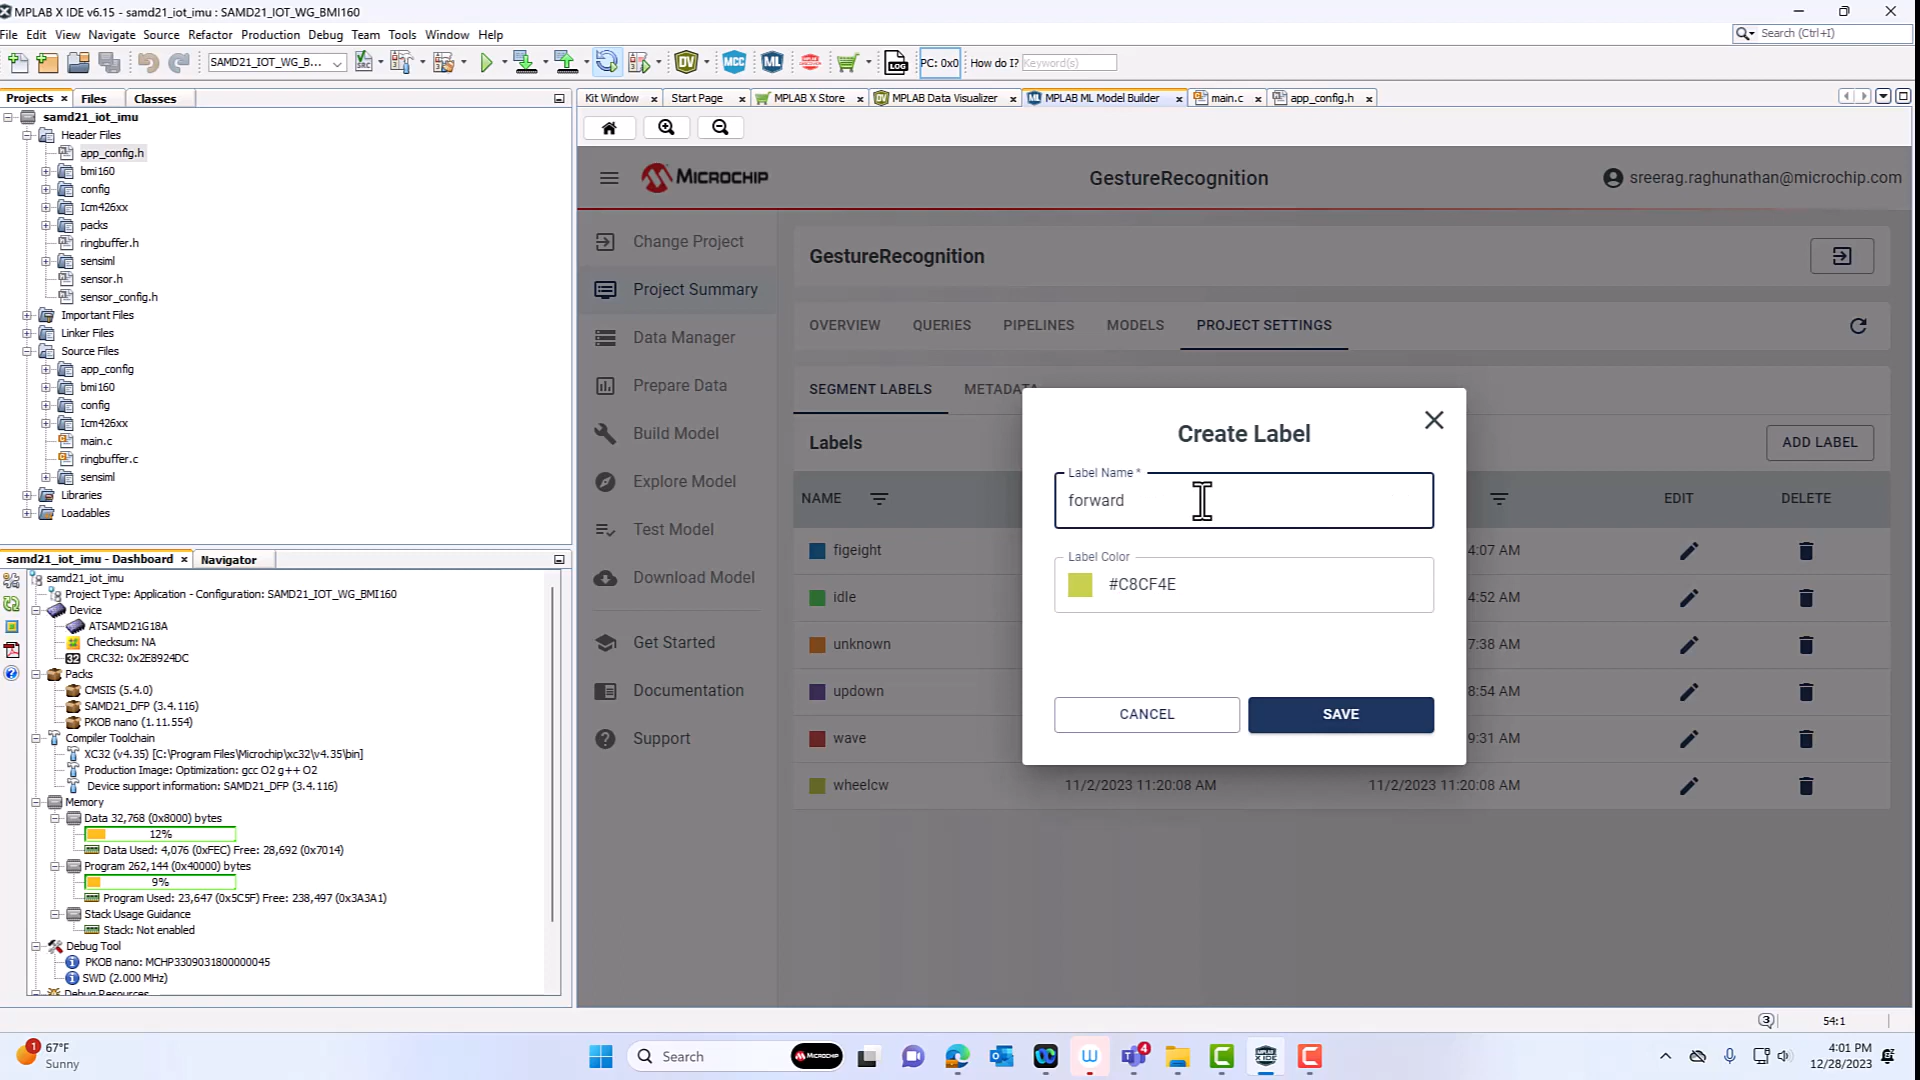 MPLAB X IDE v6.15 - samd21_iot_imu : SAMD21_IOT_WG_BMI160
File Edit View Navigate Source Refactor Production Debug Team Tools Window Help
Search (Ctrl+I)
SAMD21_IOT_WG_B...
PC: 0x0
How do I? Keyword(s)
Projects Files Classes
samd21_iot_imu
Header Files
app_config.h
bmi160
config
Icm426xx
packs
ringbuffer.h
sensiml
sensor.h
sensor_config.h
Important Files
Linker Files
Source Files
app_config
bmi160
config
Icm426xx
main.c
ringbuffer.c
sensiml
Libraries
Loadables
samd21_iot_imu - Dashboard Navigator
samd21_iot_imu
Project Type: Application - Configuration: SAMD21_IOT_WG_BMI160
Device
ATSAMD21G18A
Checksum: NA
CRC32: 0x2E8924DC
Packs
CMSIS (5.4.0)
SAMD21_DFP (3.4.116)
PKOB nano (1.11.554)
Compiler Toolchain
XC32 (v4.35) [C:\Program Files\Microchip\xc32\v4.35\bin]
Production Image: Optimization: gcc O2 g++ O2
Device support information: SAMD21_DFP (3.4.116)
Memory
Data 32,768 (0x8000) bytes
12%
Data Used: 4,076 (0xFEC) Free: 28,692 (0x7014)
Program 262,144 (0x40000) bytes
9%
Program Used: 23,647 (0x5C5F) Free: 238,497 (0x3A3A1)
Stack Usage Guidance
Stack: Not enabled
Debug Tool
PKOB nano: MCHP3309031800000045
SWD (2.000 MHz)
Debug Resources
Kit Window Start Page MPLAB X Store MPLAB Data Visualizer MPLAB ML Model Builder main.c app_config.h
MICROCHIP
GestureRecognition
sreerag.raghunathan@microchip.com
Change Project
Project Summary
Data Manager
Prepare Data
Build Model
Explore Model
Test Model
Download Model
Get Started
Documentation
Support
GestureRecognition
OVERVIEW QUERIES PIPELINES MODELS PROJECT SETTINGS
SEGMENT LABELS METADATA
Labels
ADD LABEL
NAME EDIT DELETE
figeight 4:07 AM
idle 4:52 AM
unknown 7:38 AM
updown 8:54 AM
wave 9:31 AM
wheelcw 11/2/2023 11:20:08 AM 11/2/2023 11:20:08 AM
Create Label
Label Name *
forward
Label Color
#C8CF4E
CANCEL SAVE
3
54:1
1
67°F
Sunny
Search
MICROCHIP
4
4:01 PM
12/28/2023